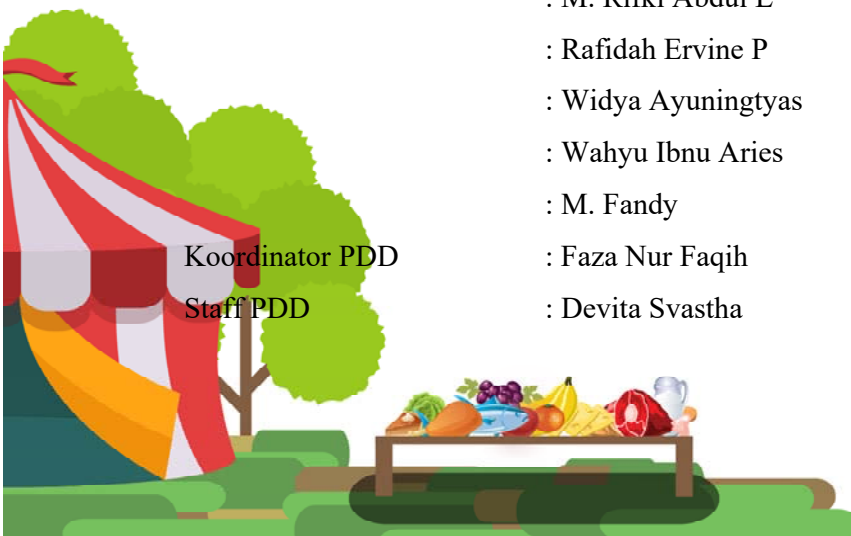 : M. Rifki Abdul E
: Rafidah Ervine P
: Widya Ayuningtyas
: Wahyu Ibnu Aries
: M. Fandy
Koordinator PDD : Faza Nur Faqih
Staff PDD : Devita Svastha